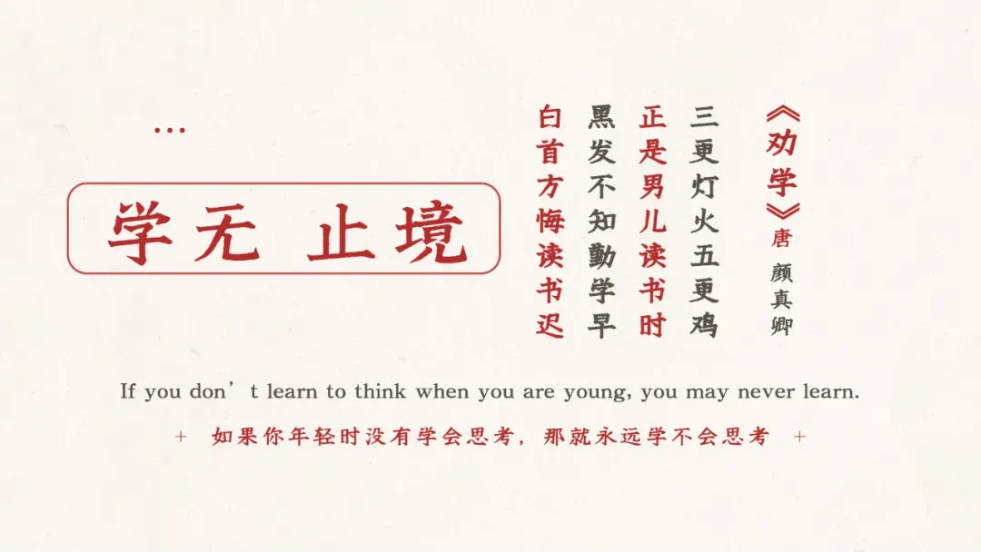 ...
学无 止境
《劝学》唐 颜真卿
三更灯火五更鸡
正是男儿读书时
黑发不知勤学早
白首方悔读书迟
If you don’t learn to think when you are young, you may never learn.
+ 如果你年轻时没有学会思考，那就永远学不会思考 +